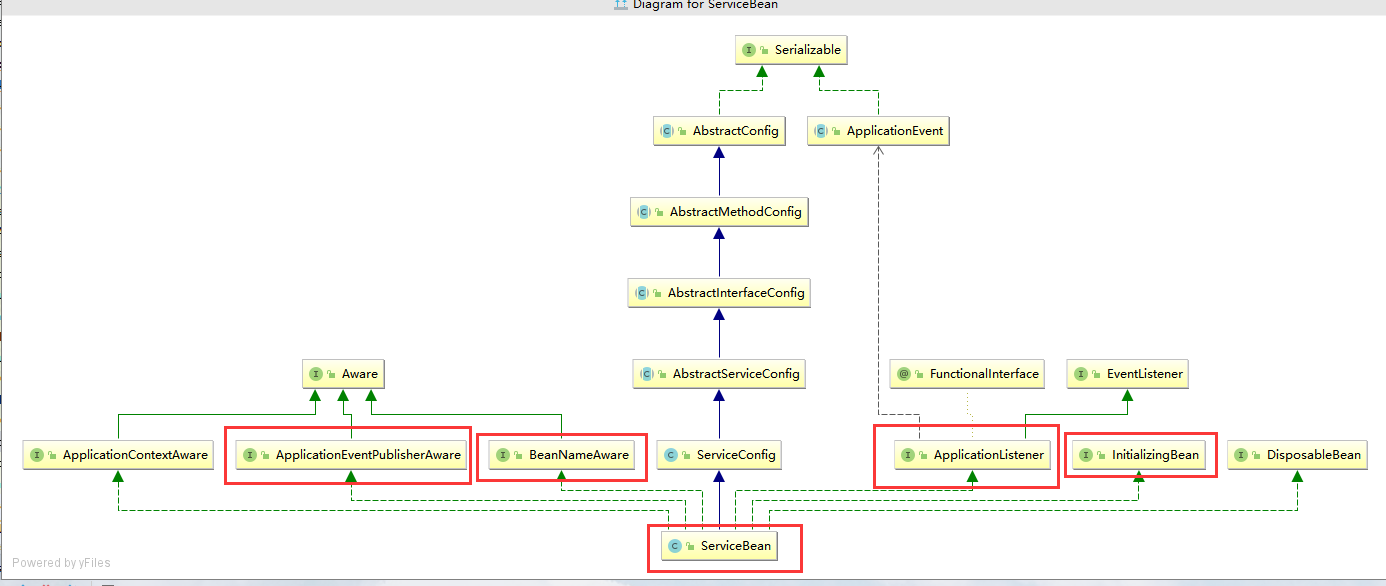 Diagram for ServiceBean
Serializable
AbstractConfig
ApplicationEvent
AbstractMethodConfig
AbstractInterfaceConfig
Aware
AbstractServiceConfig
FunctionalInterface
EventListener
ApplicationContextAware
ApplicationEventPublisherAware
BeanNameAware
ServiceConfig
ApplicationListener
InitializingBean
DisposableBean
ServiceBean
Powered by yFiles